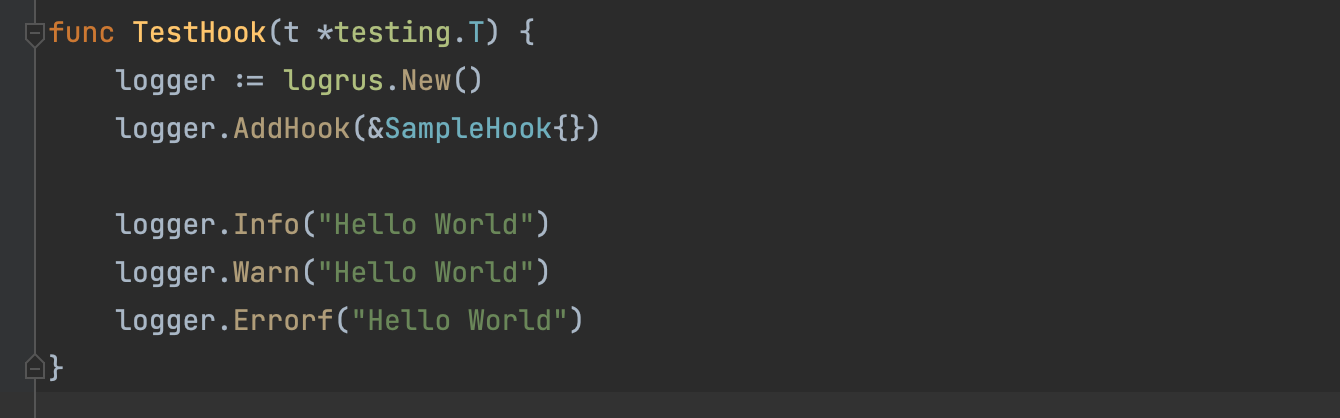 func TestHook(t *testing.T) {
    logger := logrus.New()
    logger.AddHook(&SampleHook{})

    logger.Info("Hello World")
    logger.Warn("Hello World")
    logger.Errorf("Hello World")
}